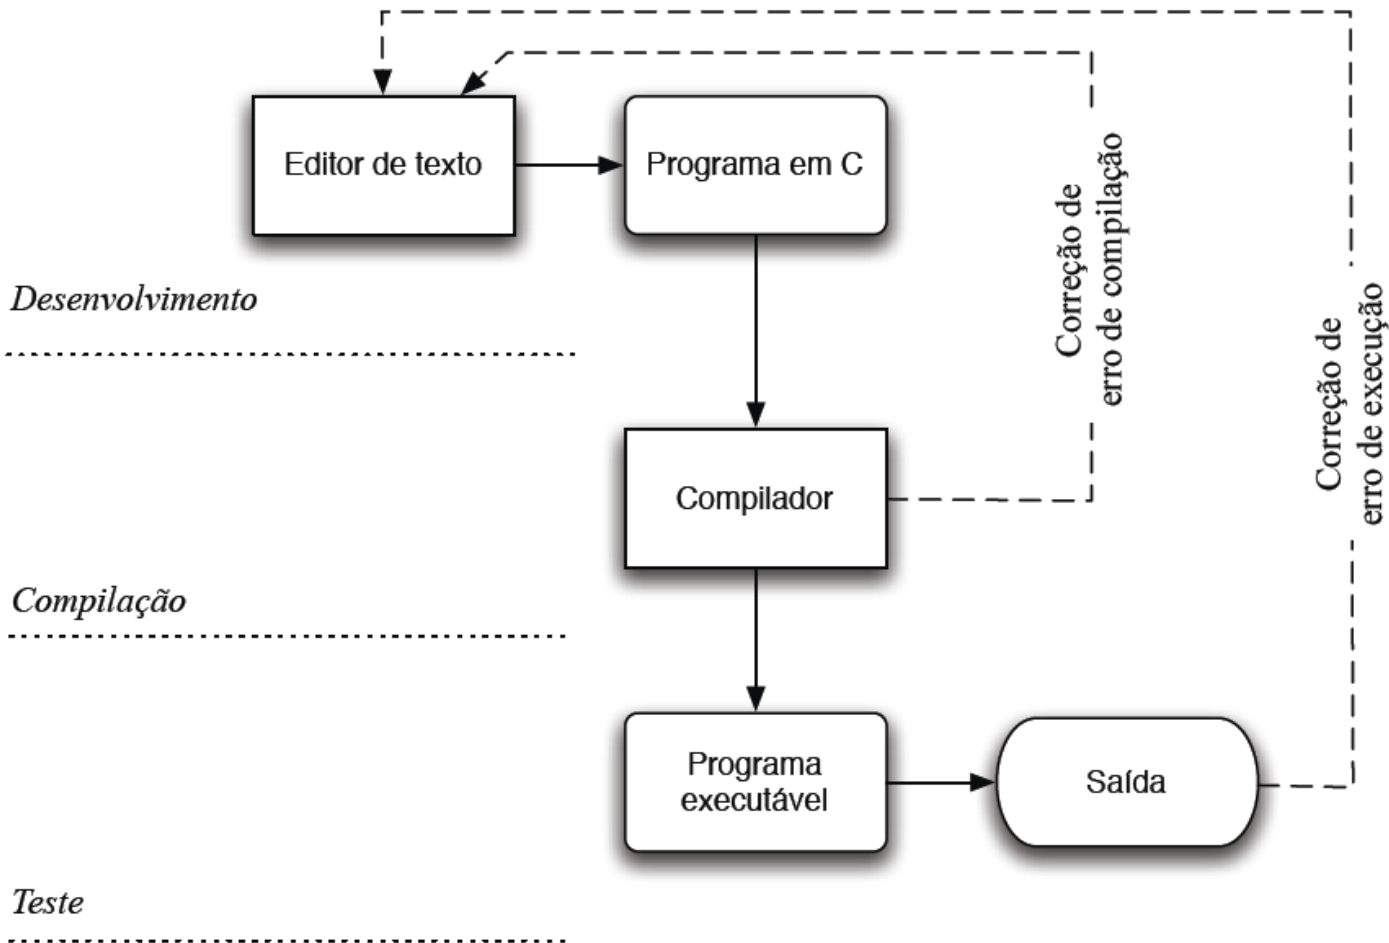 Editor de texto
Programa em C
Correção de
erro de compilação
Desenvolvimento
Correção de
erro de execução
Compilador
Compilação
Programa
executável
Saída
Teste